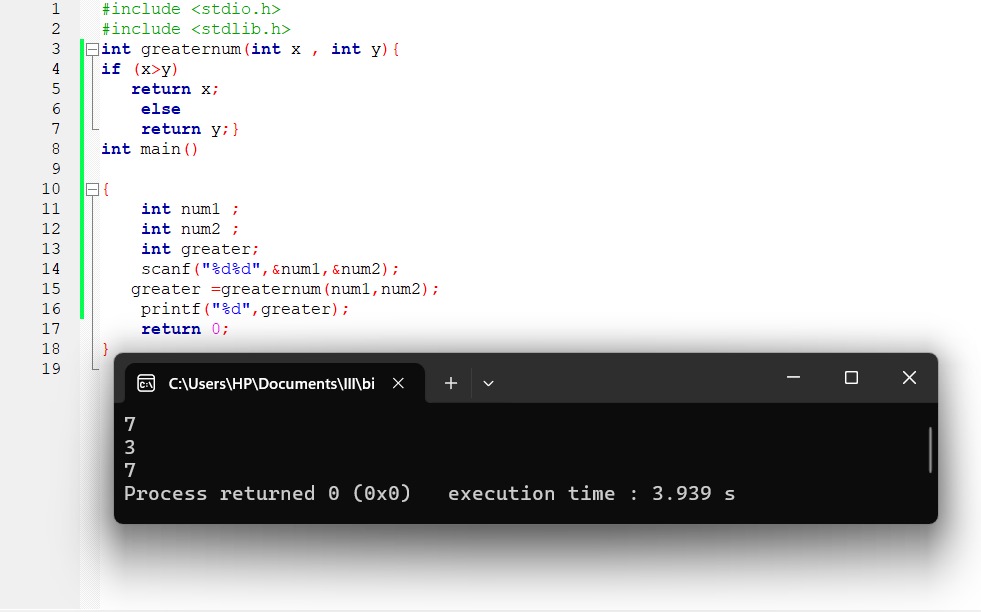 1 #include <stdio.h>
2 #include <stdlib.h>
3 int greaternum(int x , int y){
4 if (x>y)
5 return x;
6 else
7 return y;}
8 int main()
9
10 {
11 int num1 ;
12 int num2 ;
13 int greater;
14 scanf("%d%d",&num1,&num2);
15 greater =greaternum(num1,num2);
16 printf("%d",greater);
17 return 0;
18 }
19
C:\Users\HP\Documents\lll\bi
7
3
7
Process returned 0 (0x0) execution time : 3.939 s